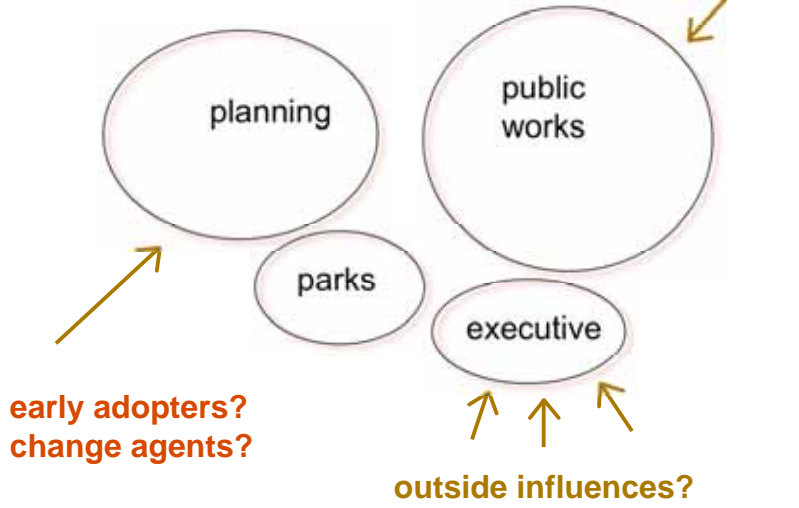 planning
public
works
parks
executive
early adopters?
change agents?
outside influences?